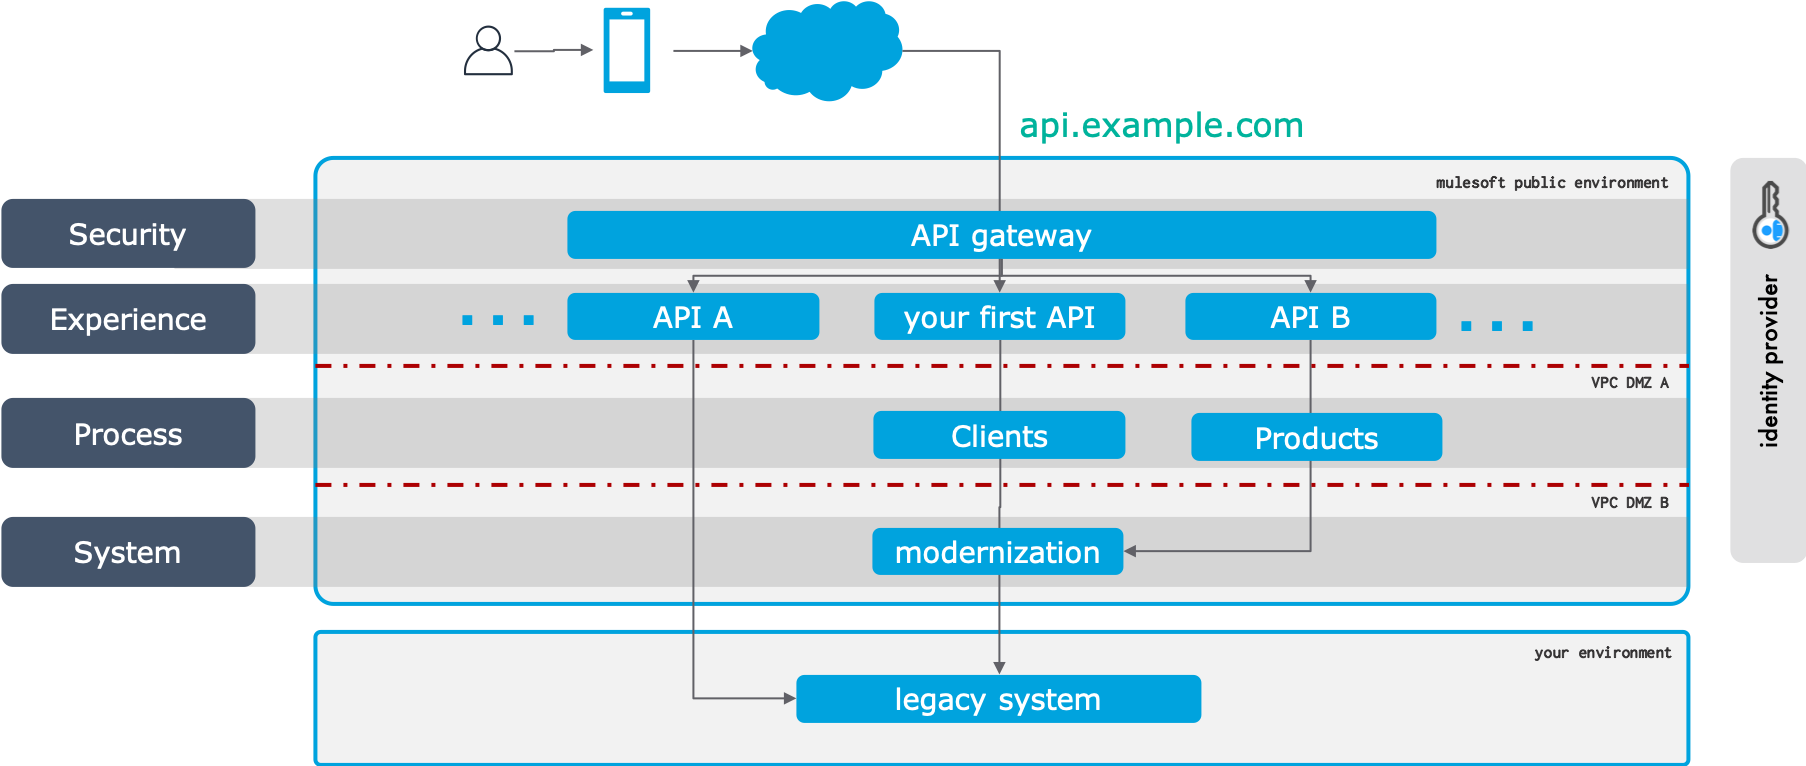 api.example.com
mulesoft public environment
Security
API gateway
Experience
API A
your first API
API B
VPC DMZ A
Process
Clients
Products
VPC DMZ B
System
modernization
identity provider
your environment
legacy system